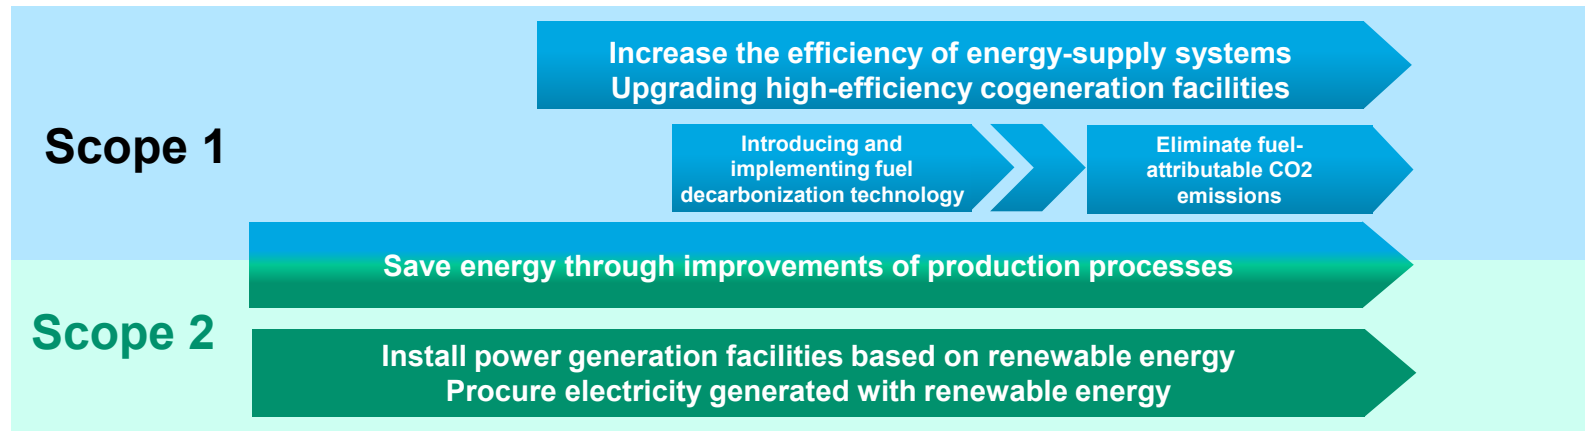 Scope 1
Increase the efficiency of energy-supply systems
Upgrading high-efficiency cogeneration facilities
Introducing and
implementing fuel
decarbonization technology
Eliminate fuel-
attributable CO2
emissions
Save energy through improvements of production processes
Scope 2
Install power generation facilities based on renewable energy
Procure electricity generated with renewable energy